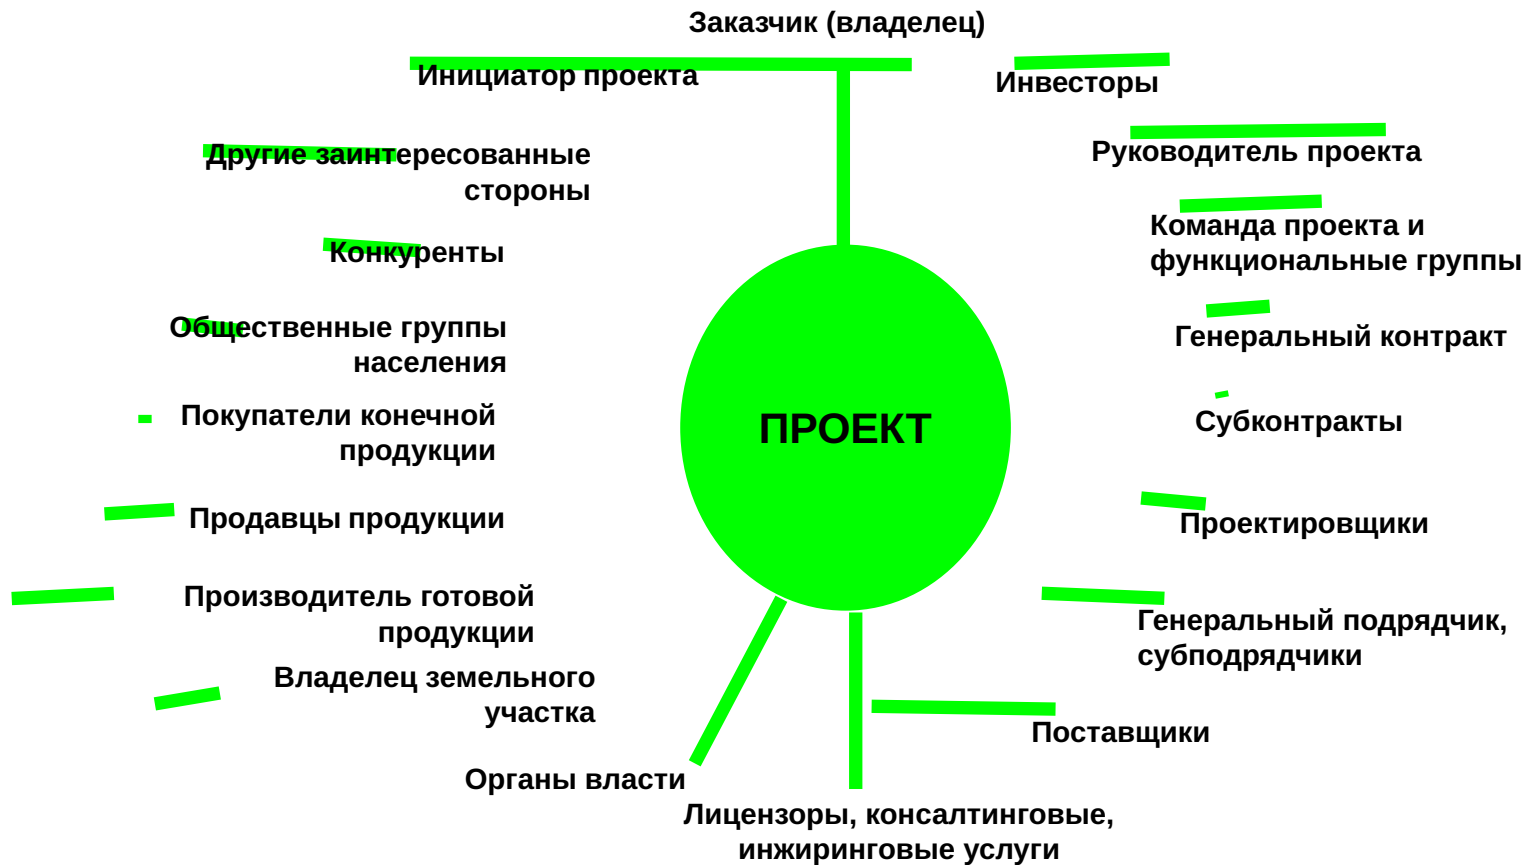 Заказчик (владелец)
Инициатор проекта
Инвесторы
Другие заинтересованные
стороны
Руководитель проекта
Конкуренты
Команда проекта и
функциональные группы
Общественные группы
населения
Генеральный контракт
Покупатели конечной
продукции
ПРОЕКТ
Субконтракты
Продавцы продукции
Проектировщики
Производитель готовой
продукции
Генеральный подрядчик,
субподрядчики
Владелец земельного
участка
Поставщики
Органы власти
Лицензоры, консалтинговые,
инжиринговые услуги